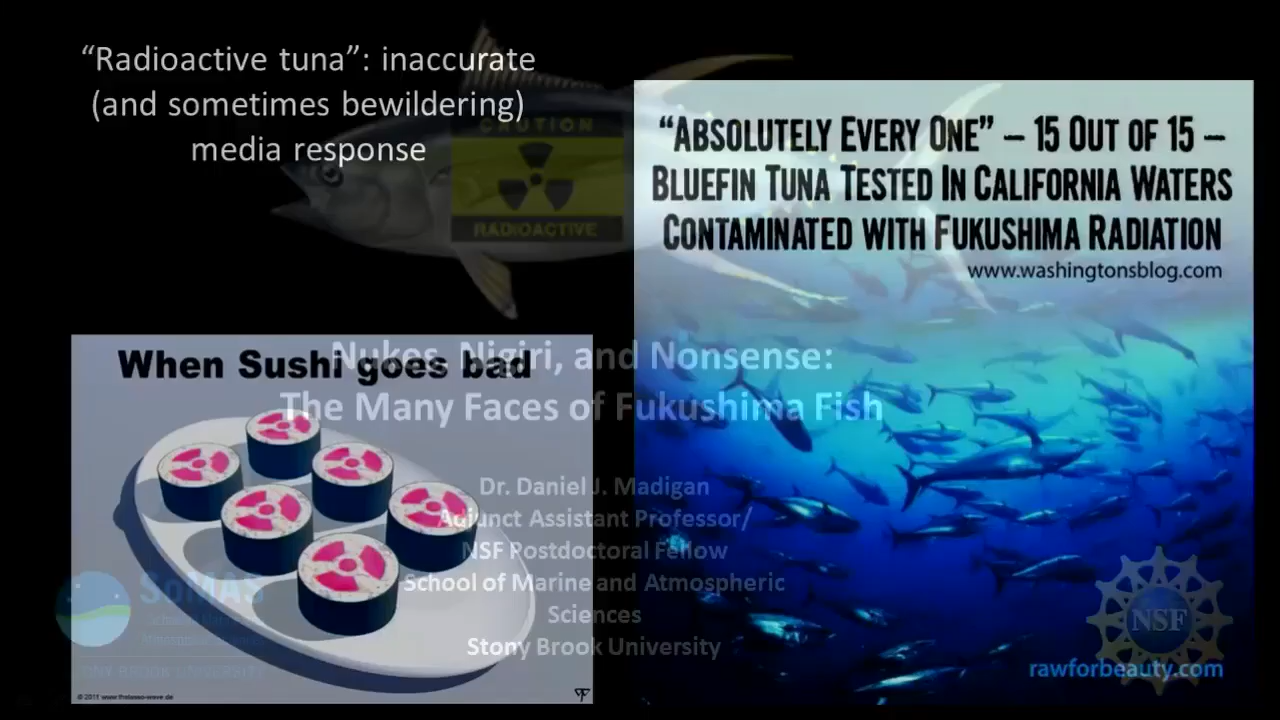 “Radioactive tuna”: inaccurate
(and sometimes bewildering)
media response
CAUTION
RADIOACTIVE
“ABSOLUTELY EVERY ONE” – 15 OUT OF 15 –
BLUEFIN TUNA TESTED IN CALIFORNIA WATERS
CONTAMINATED WITH FUKUSHIMA RADIATION
www.washingtonsblog.com
When Sushi goes bad
Nukes, Nigiri, and Nonsense:
The Many Faces of Fukushima Fish
Dr. Daniel J. Madigan
Adjunct Assistant Professor/
NSF Postdoctoral Fellow
School of Marine and Atmospheric
Sciences
Stony Brook University
SoMAS
STONY BROOK UNIVERSITY
NSF
rawforbeauty.com